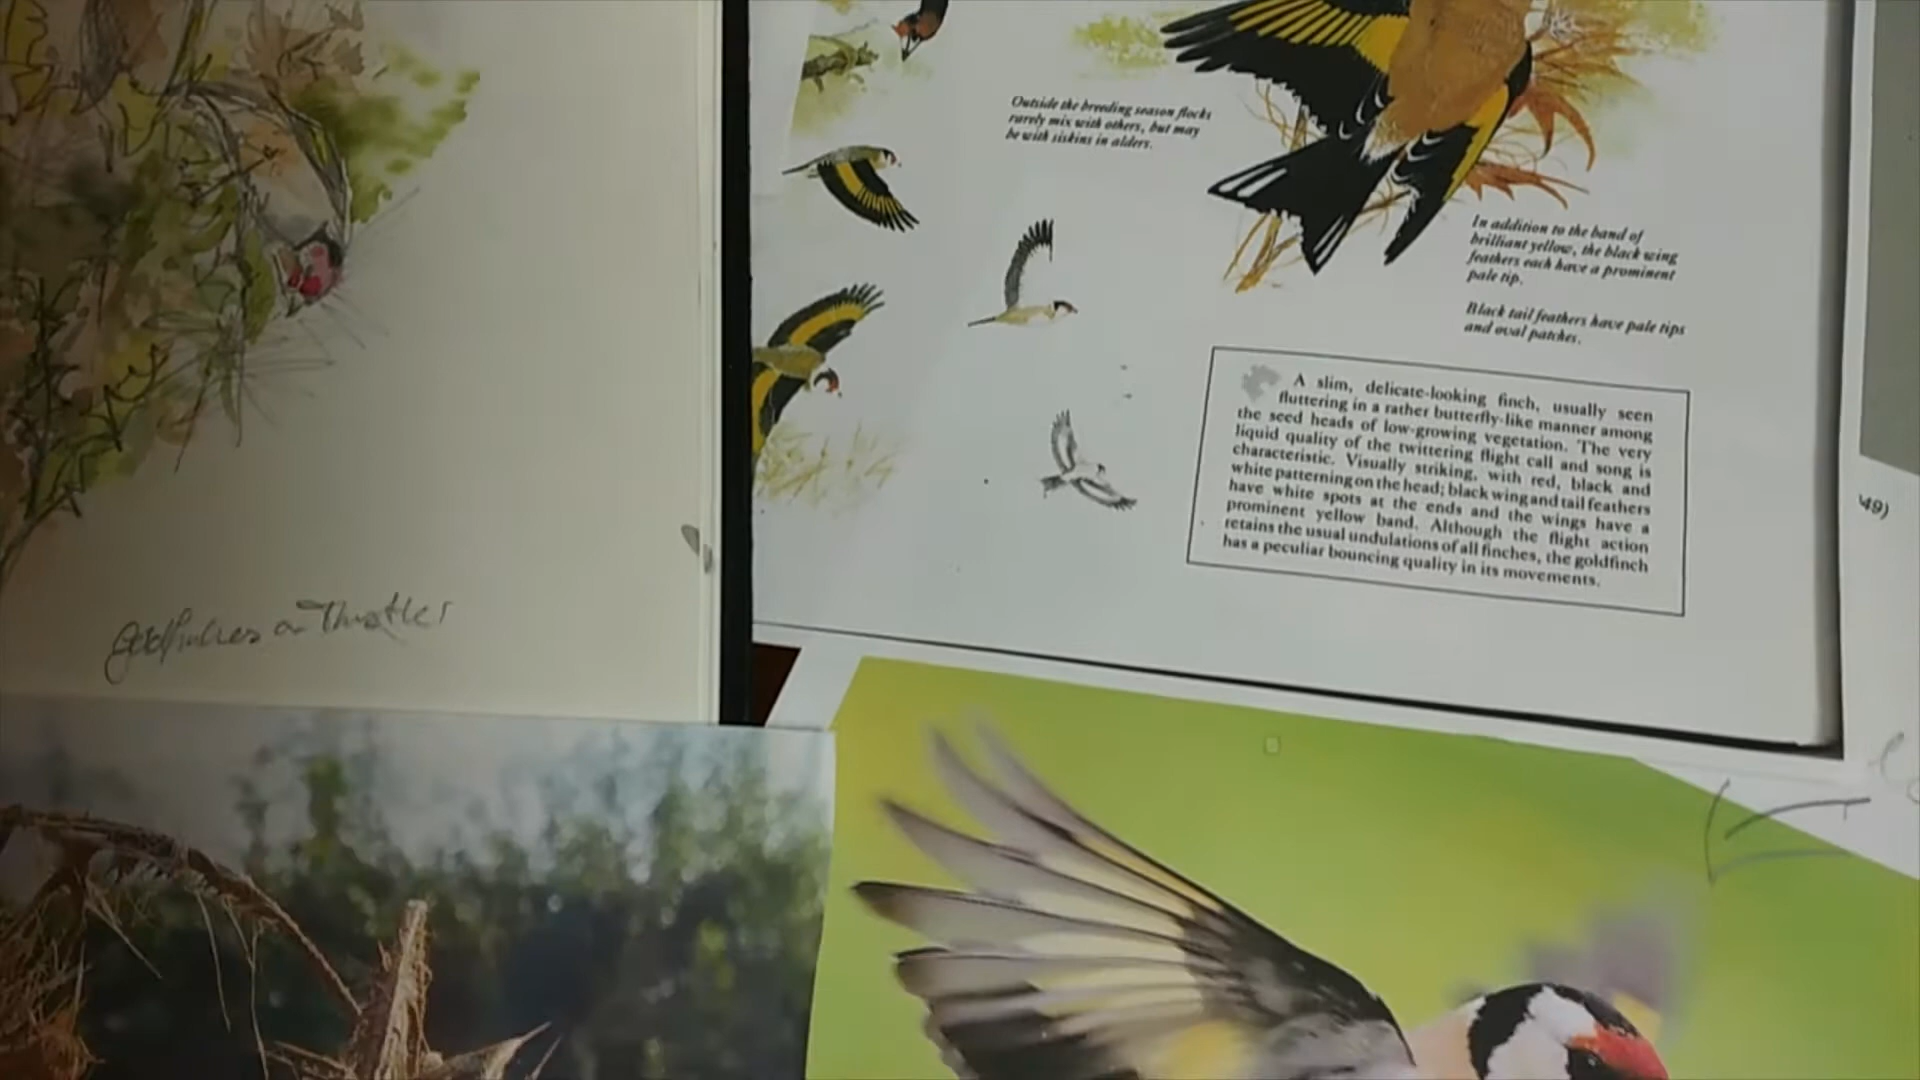 Outside the breeding season flocks
rarely mix with others, but may
be with siskins in alders.
In addition to the band of
brilliant yellow, the black wing
feathers each have a prominent
pale tip.
Black tail feathers have pale tips
and oval patches.
A slim, delicate-looking finch, usually seen
fluttering in a rather butterfly-like manner among
the seed heads of low-growing vegetation. The very
liquid quality of the twittering flight call and song is
characteristic. Visually striking, with red, black and
white patterning on the head; black wing and tail feathers
have white spots at the ends and the wings have a
prominent yellow band. Although the flight action
retains the usual undulations of all finches, the goldfinch
has a peculiar bouncing quality in its movements.
goldfinches on Thistles
49)